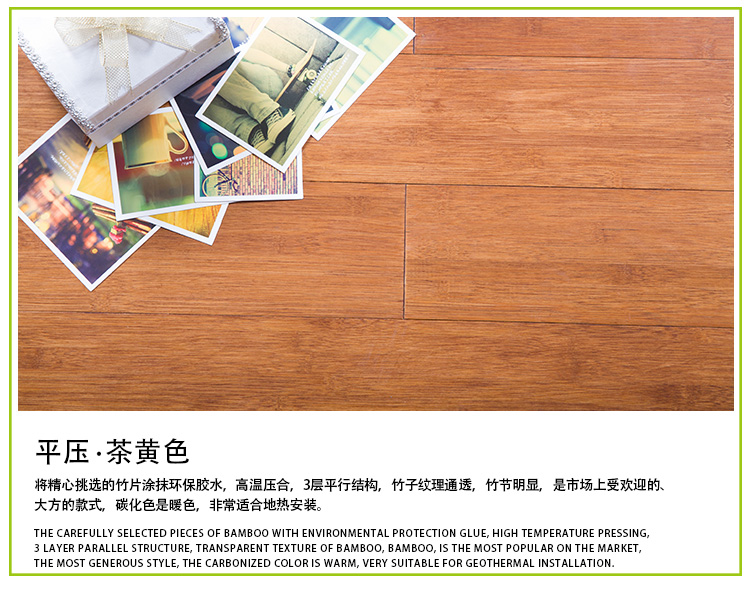 平压·茶黄色
将精心挑选的竹片涂抹环保胶水，高温压合，3层平行结构，竹子纹理通透，竹节明显，是市场上受欢迎的、
大方的款式，碳化色是暖色，非常适合地热安装。
THE CAREFULLY SELECTED PIECES OF BAMBOO WITH ENVIRONMENTAL PROTECTION GLUE, HIGH TEMPERATURE PRESSING,
3 LAYER PARALLEL STRUCTURE, TRANSPARENT TEXTURE OF BAMBOO, BAMBOO, IS THE MOST POPULAR ON THE MARKET,
THE MOST GENEROUS STYLE, THE CARBONIZED COLOR IS WARM, VERY SUITABLE FOR GEOTHERMAL INSTALLATION.